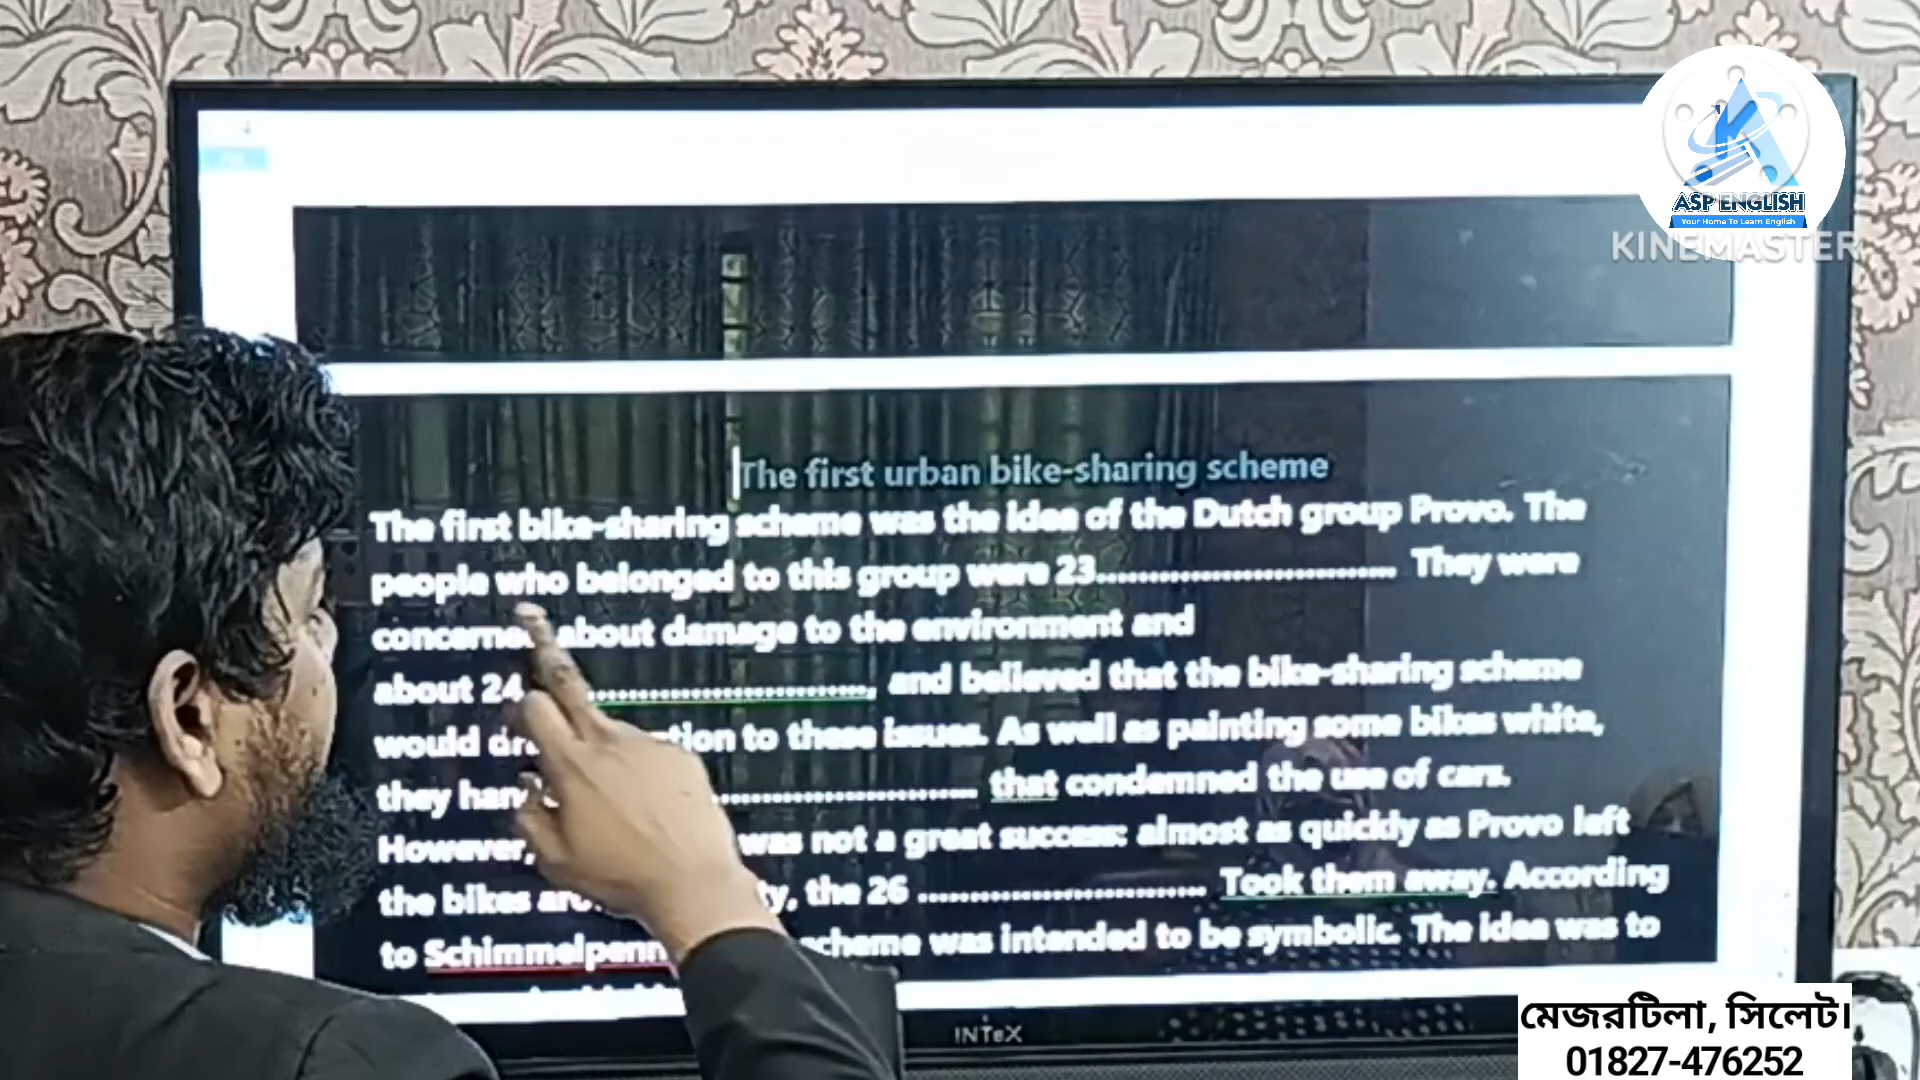 ASP ENGLISH
Your Home To Learn English
KINEMASTER
The first urban bike-sharing scheme
The first bike-sharing scheme was the idea of the Dutch group Provo. The
people who belonged to this group were 23.............................. They were
concerned about damage to the environment and
about 24 .............................., and believed that the bike-sharing scheme
would tion to these issues. As well as painting some bikes white,
they .............................. that condemned the use of cars.
However, was not a great success: almost as quickly as Provo left
the bikes the 26 .............................. Took them away. According
to scheme was intended to be symbolic. The idea was to
INTeX
মেজরটিলা, সিলেট।
01827-476252